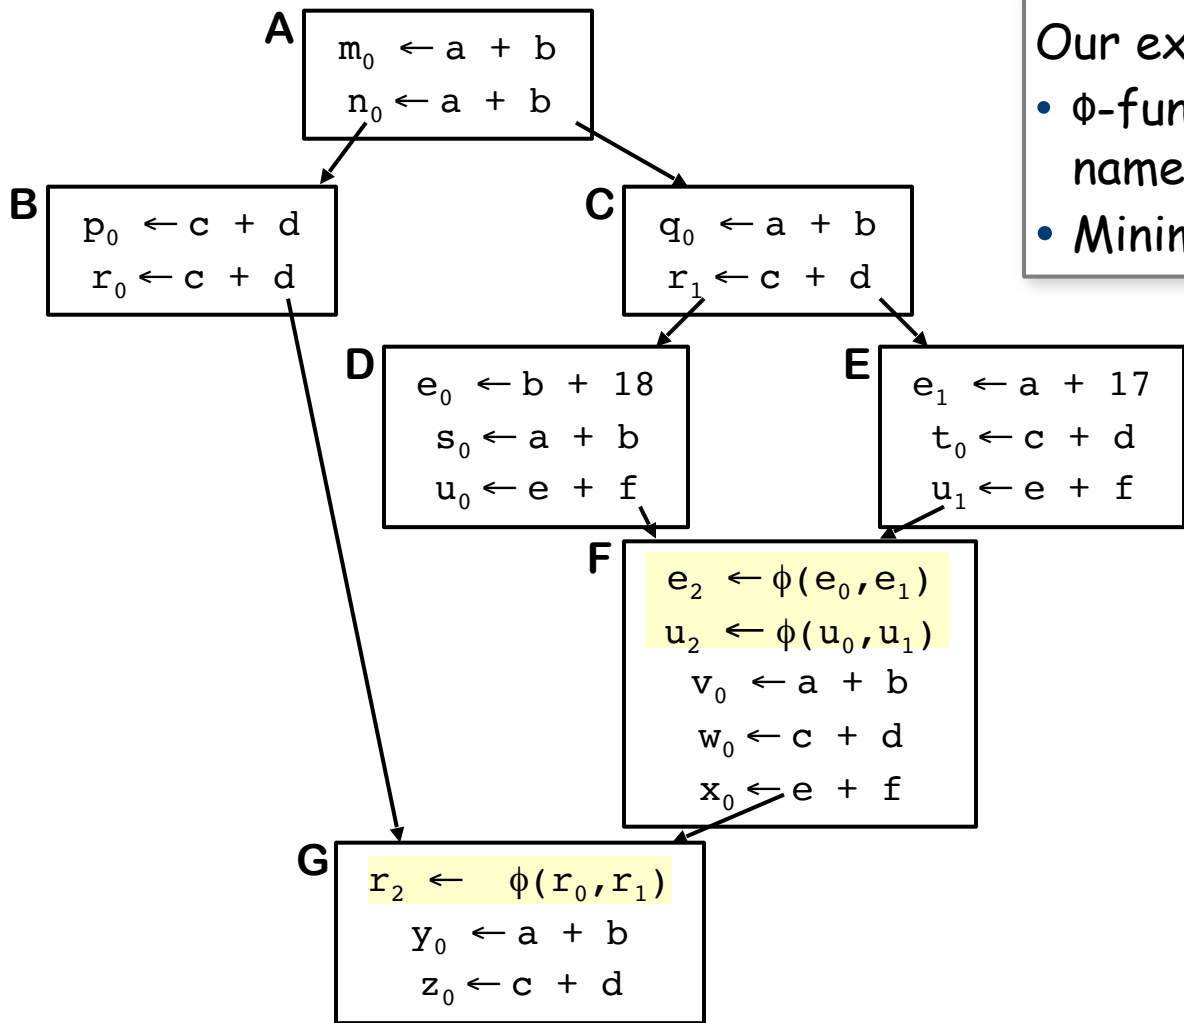 Our ex
• Φ-fun
name
• Minin
A
m₀ ← a + b
n₀ ← a + b
B
p₀ ← c + d
r₀ ← c + d
C
q₀ ← a + b
r₁ ← c + d
D
e₀ ← b + 18
s₀ ← a + b
u₀ ← e + f
E
e₁ ← a + 17
t₀ ← c + d
u₁ ← e + f
F
e₂ ← ϕ(e₀,e₁)
u₂ ← ϕ(u₀,u₁)
v₀ ← a + b
w₀ ← c + d
x₀ ← e + f
G
r₂ ← ϕ(r₀,r₁)
y₀ ← a + b
z₀ ← c + d